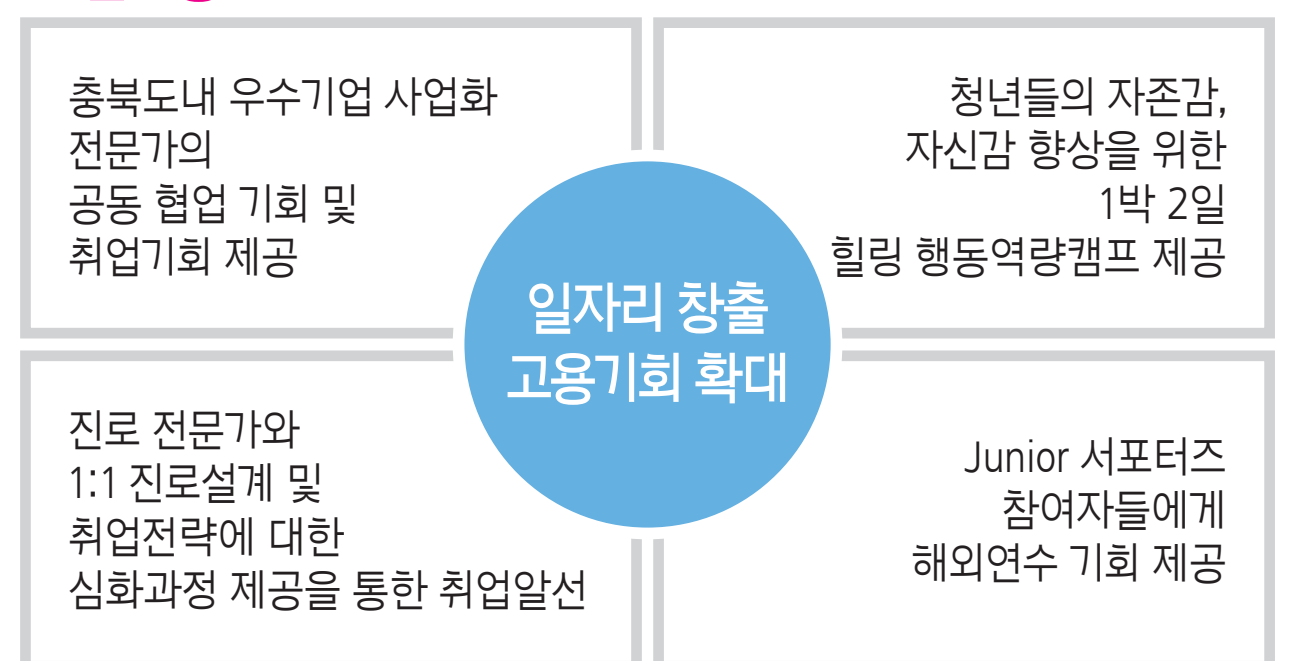 충북도내 우수기업 사업화
전문가의
공동 협업 기회 및
취업기회 제공
청년들의 자존감,
자신감 향상을 위한
1박 2일
힐링 행동역량캠프 제공
일자리 창출
고용기회 확대
진로 전문가와
1:1 진로설계 및
취업전략에 대한
심화과정 제공을 통한 취업알선
Junior 서포터즈
참여자들에게
해외연수 기회 제공